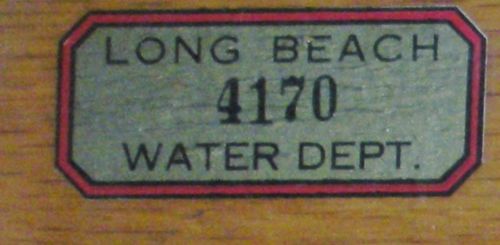 LONG BEACH
4170
WATER DEPT.